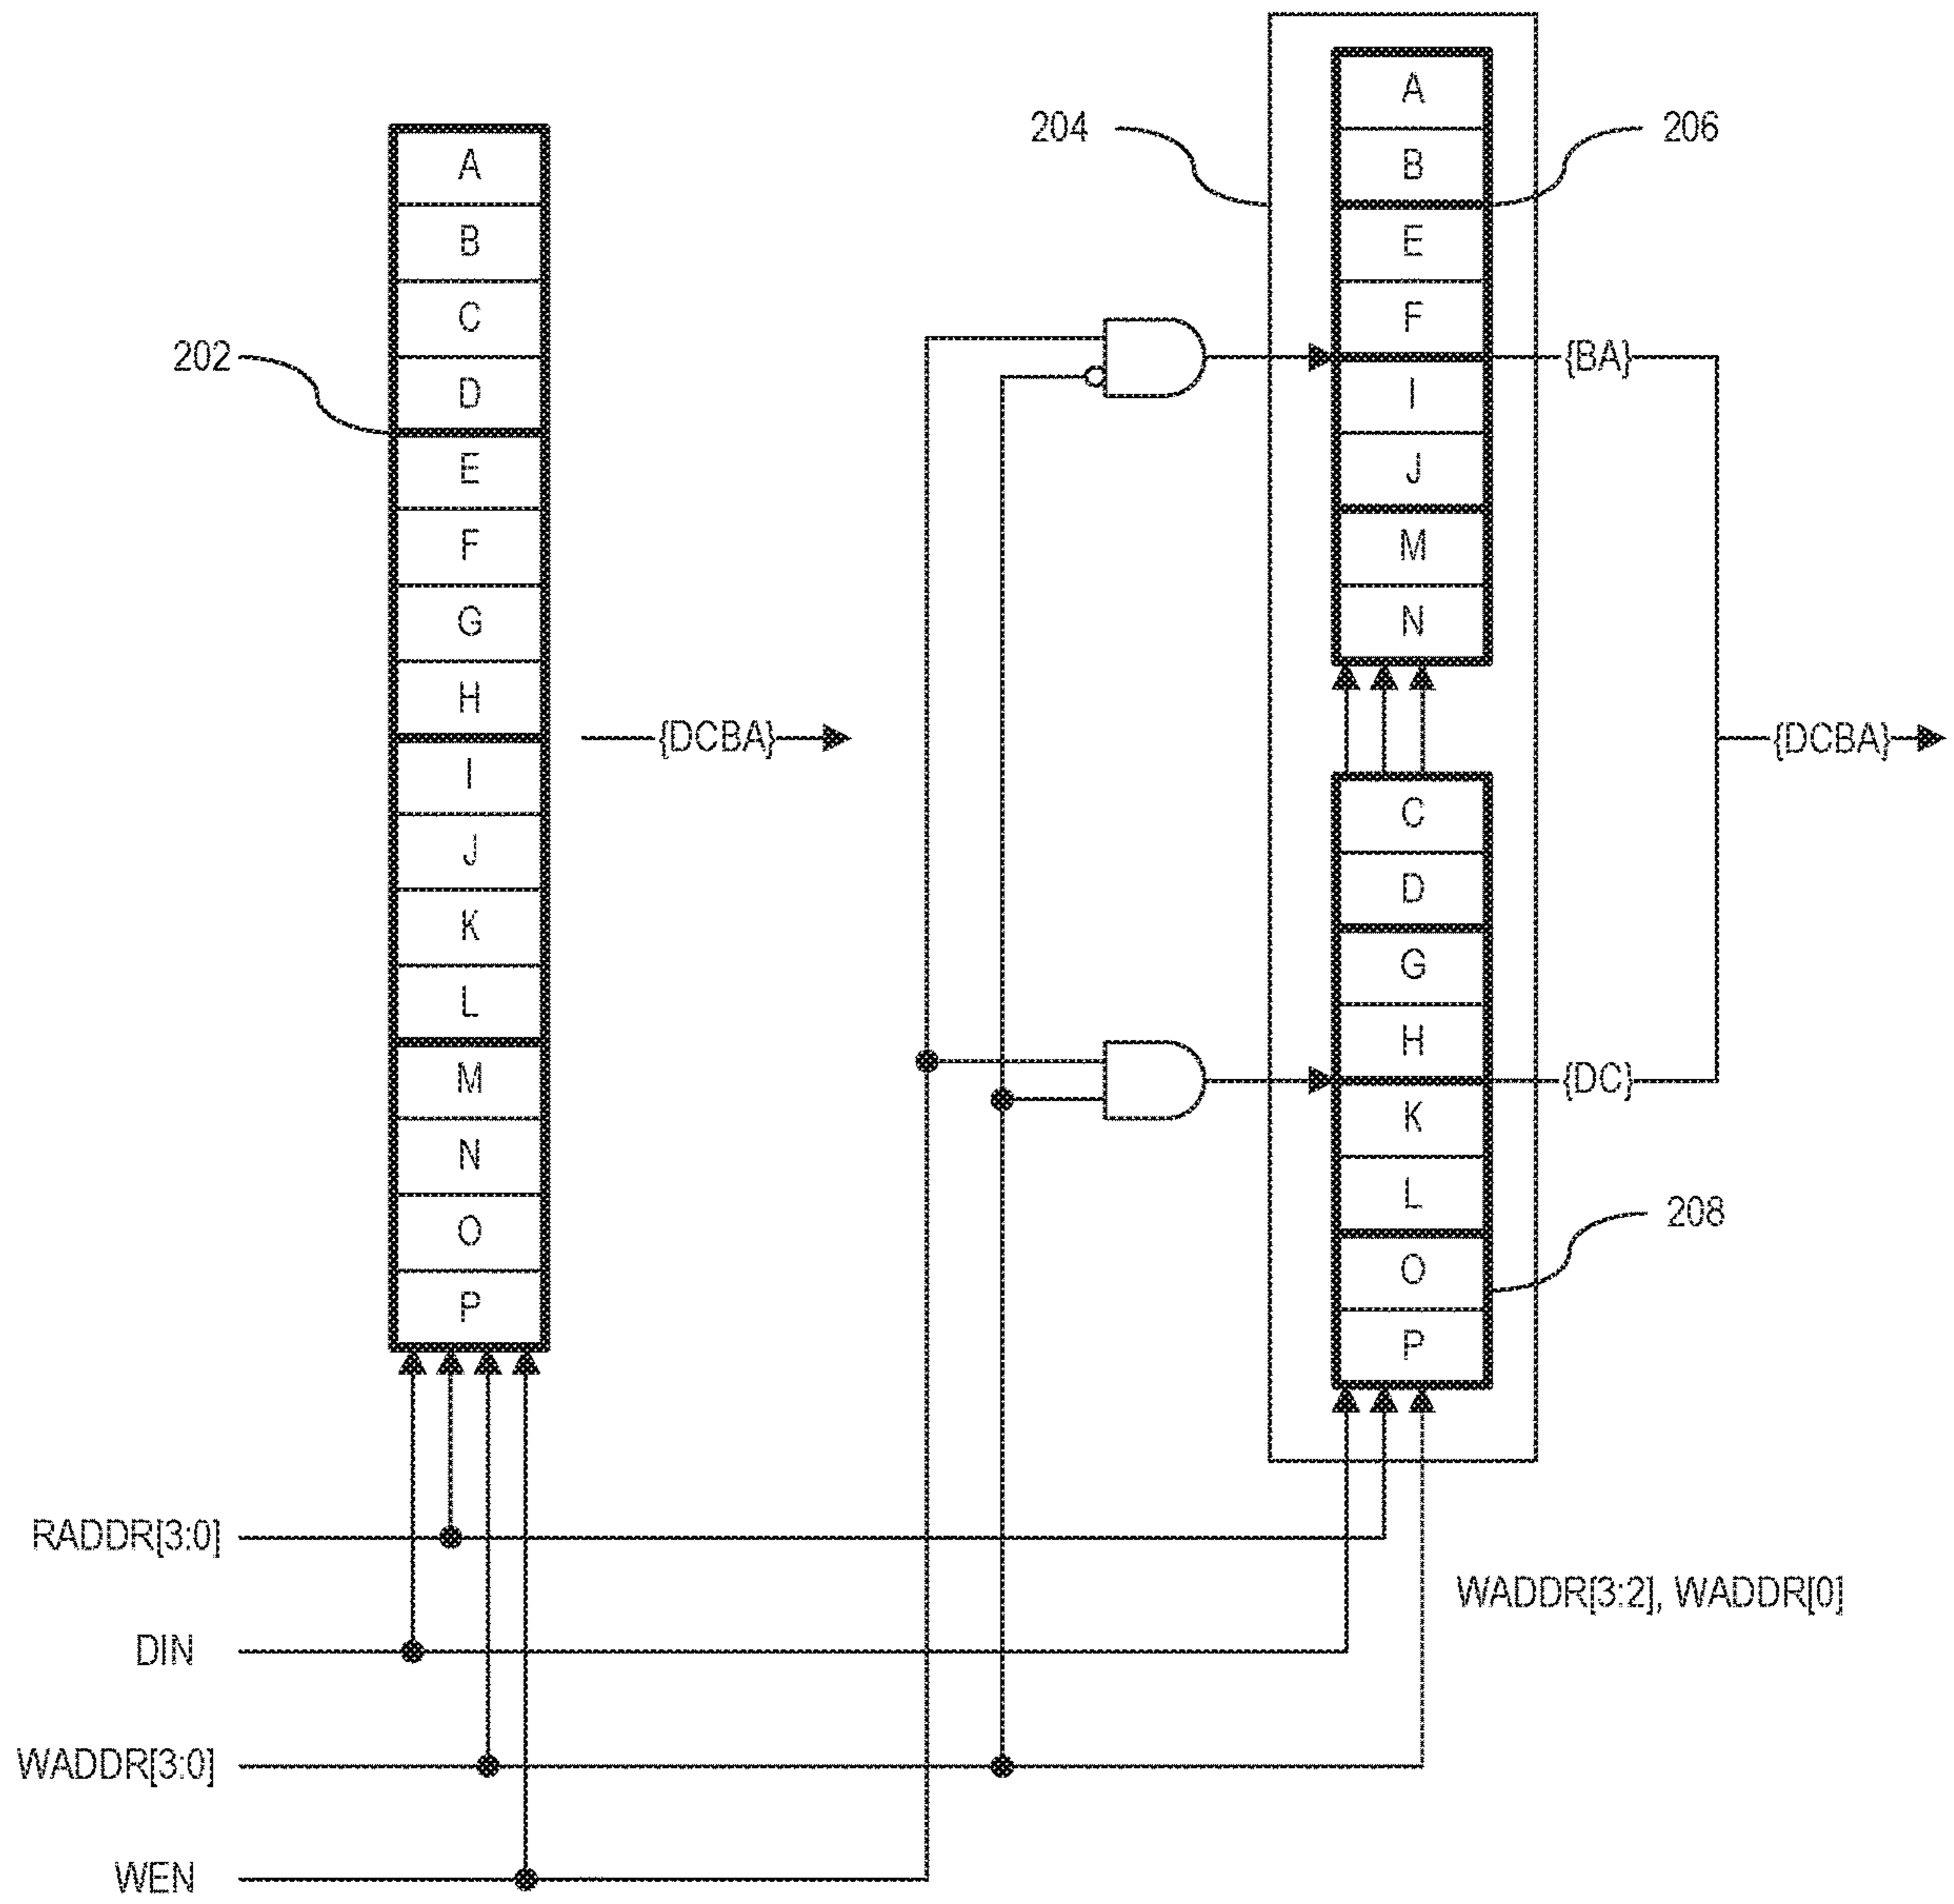 A
B
C
D
E
F
G
H
I
J
K
L
M
N
O
P
202
{DCBA}
204
206
A
B
E
F
I
J
M
N
{BA}
C
D
G
H
K
L
O
P
{DC}
{DCBA}
208
RADDR[3:0]
WADDR[3:2], WADDR[0]
DIN
WADDR[3:0]
WEN